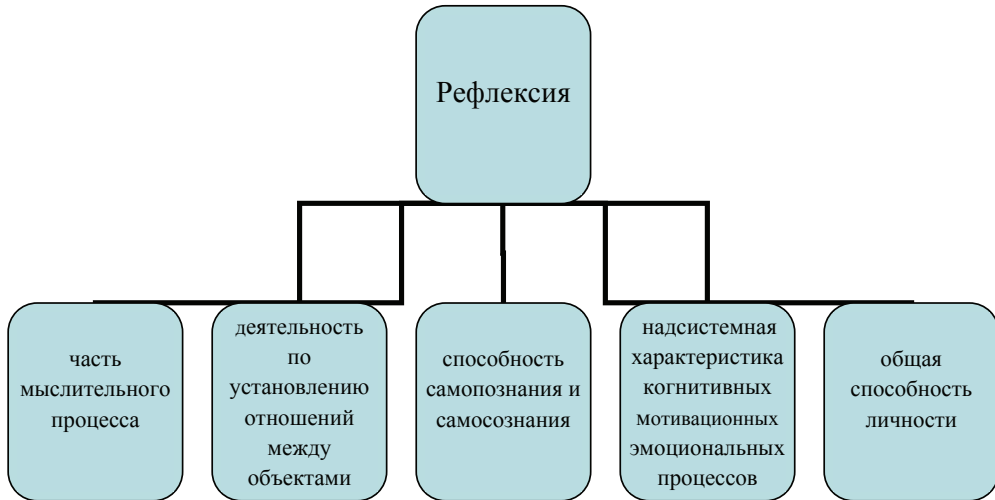 Рефлексия
часть
мыслительного
процесса
деятельность
по
установлению
отношений
между
объектами
способность
самопознания и
самосознания
надсистемная
характеристика
когнитивных
мотивационных
эмоциональных
процессов
общая
способность
личности